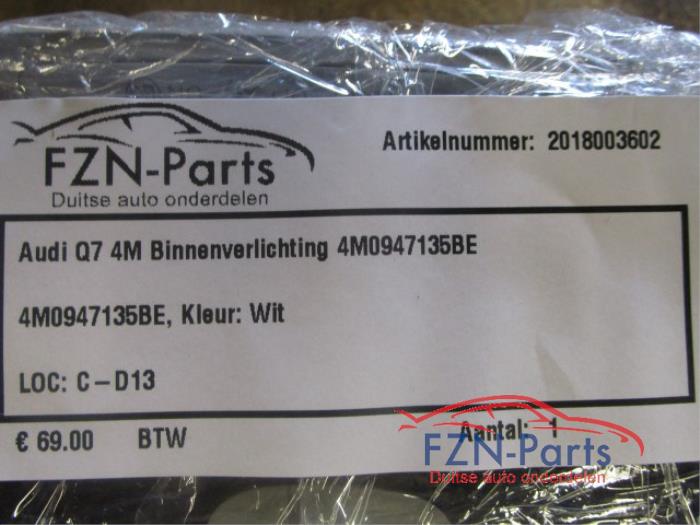 FZN-Parts
Duitse auto onderdelen
Artikelnummer: 2018003602
Audi Q7 4M Binnenverlichting 4M0947135BE
4M0947135BE, Kleur: Wit
LOC: C-D13
€ 69.00 BTW
Aantal: 1
FZN-Parts
Duitse auto onderdelen